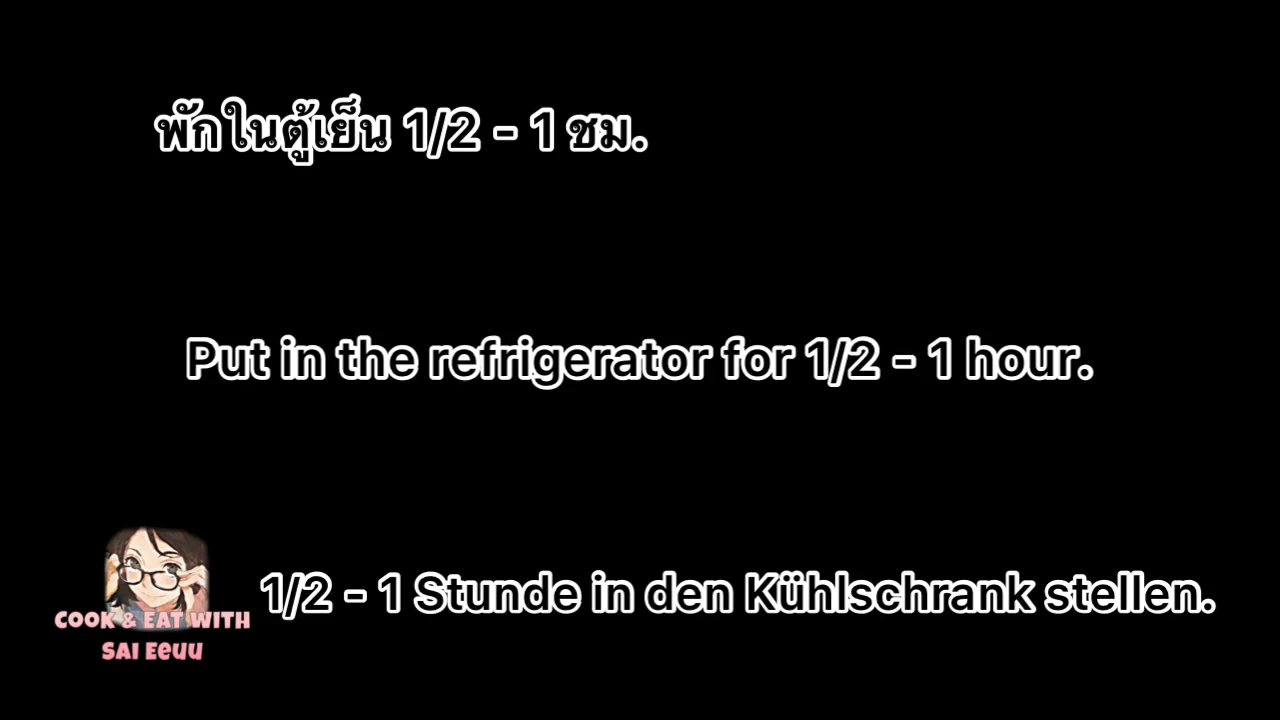 พักในตู้เย็น 1/2 - 1 ชม.
Put in the refrigerator for 1/2 - 1 hour.
1/2 - 1 Stunde in den Kühlschrank stellen.
COOK & EAT WITH
SAI EEUU